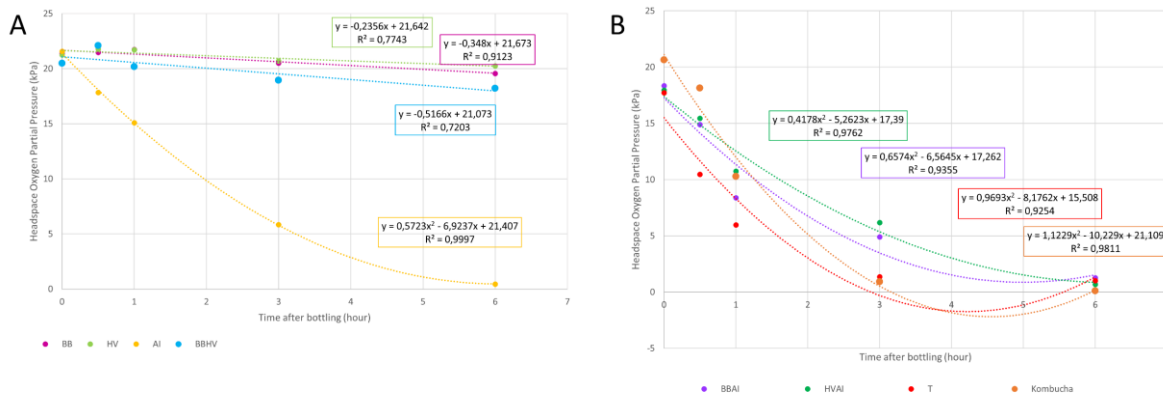 A
Headspace Oxygen Partial Pressure (kPa)
25
20
15
10
5
0
y = -0,2356x + 21,642
R² = 0,7743
y = -0,348x + 21,673
R² = 0,9123
y = -0,5166x + 21,073
R² = 0,7203
y = 0,5723x² - 6,9237x + 21,407
R² = 0,9997
0 1 2 3 4 5 6 7
Time after bottling (hour)
BB HV AI BBHV
B
Headspace Oxygen Partial Pressure (kPa)
25
20
15
10
5
0
-5
y = 0,4178x² - 5,2623x + 17,39
R² = 0,9762
y = 0,6574x² - 6,5645x + 17,262
R² = 0,9355
y = 0,9693x² - 8,1762x + 15,508
R² = 0,9254
y = 1,1229x² - 10,229x + 21,109
R² = 0,9811
0 1 2 3 4 5 6
Time after bottling (hour)
BBAI HVAI T Kombucha